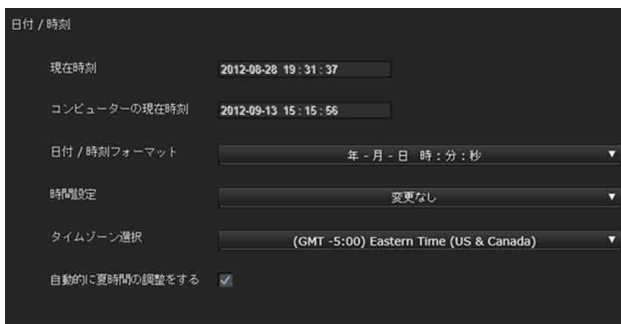 日付 / 時刻
現在時刻 2012-08-28 19 : 31 : 37
コンピューターの現在時刻 2012-09-13 15 : 15 : 56
日付 / 時刻フォーマット 年 - 月 - 日 時 : 分 : 秒
時間設定 変更なし
タイムゾーン選択 (GMT -5:00) Eastern Time (US & Canada)
自動的に夏時間の調整をする